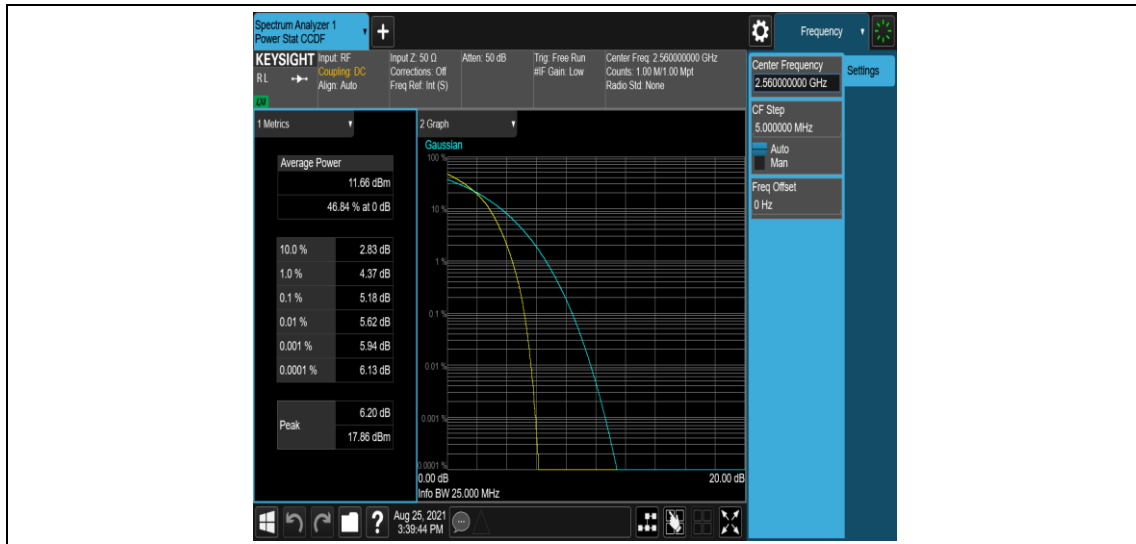 Spectrum Analyzer 1
Power Stat CCDF
+
Frequency
KEYSIGHT
RL
LXI
Input: RF
Coupling: DC
Align: Auto
Input Z: 50 Ω
Corrections: Off
Freq Ref: Int (S)
Atten: 50 dB
Trig: Free Run
#IF Gain: Low
Center Freq: 2.560000000 GHz
Counts: 1.00 M/1.00 Mpt
Radio Std: None
Center Frequency
2.560000000 GHz
Settings
CF Step
5.000000 MHz
Auto
Man
Freq Offset
0 Hz
1 Metrics
Average Power
11.66 dBm
46.84 % at 0 dB
10.0 % 2.83 dB
1.0 % 4.37 dB
0.1 % 5.18 dB
0.01 % 5.62 dB
0.001 % 5.94 dB
0.0001 % 6.13 dB
Peak
6.20 dB
17.86 dBm
2 Graph
Gaussian
100 %
10 %
1 %
0.1 %
0.01 %
0.001 %
0.0001 %
0.00 dB 20.00 dB
Info BW 25.000 MHz
?
Aug 25, 2021
3:39:44 PM